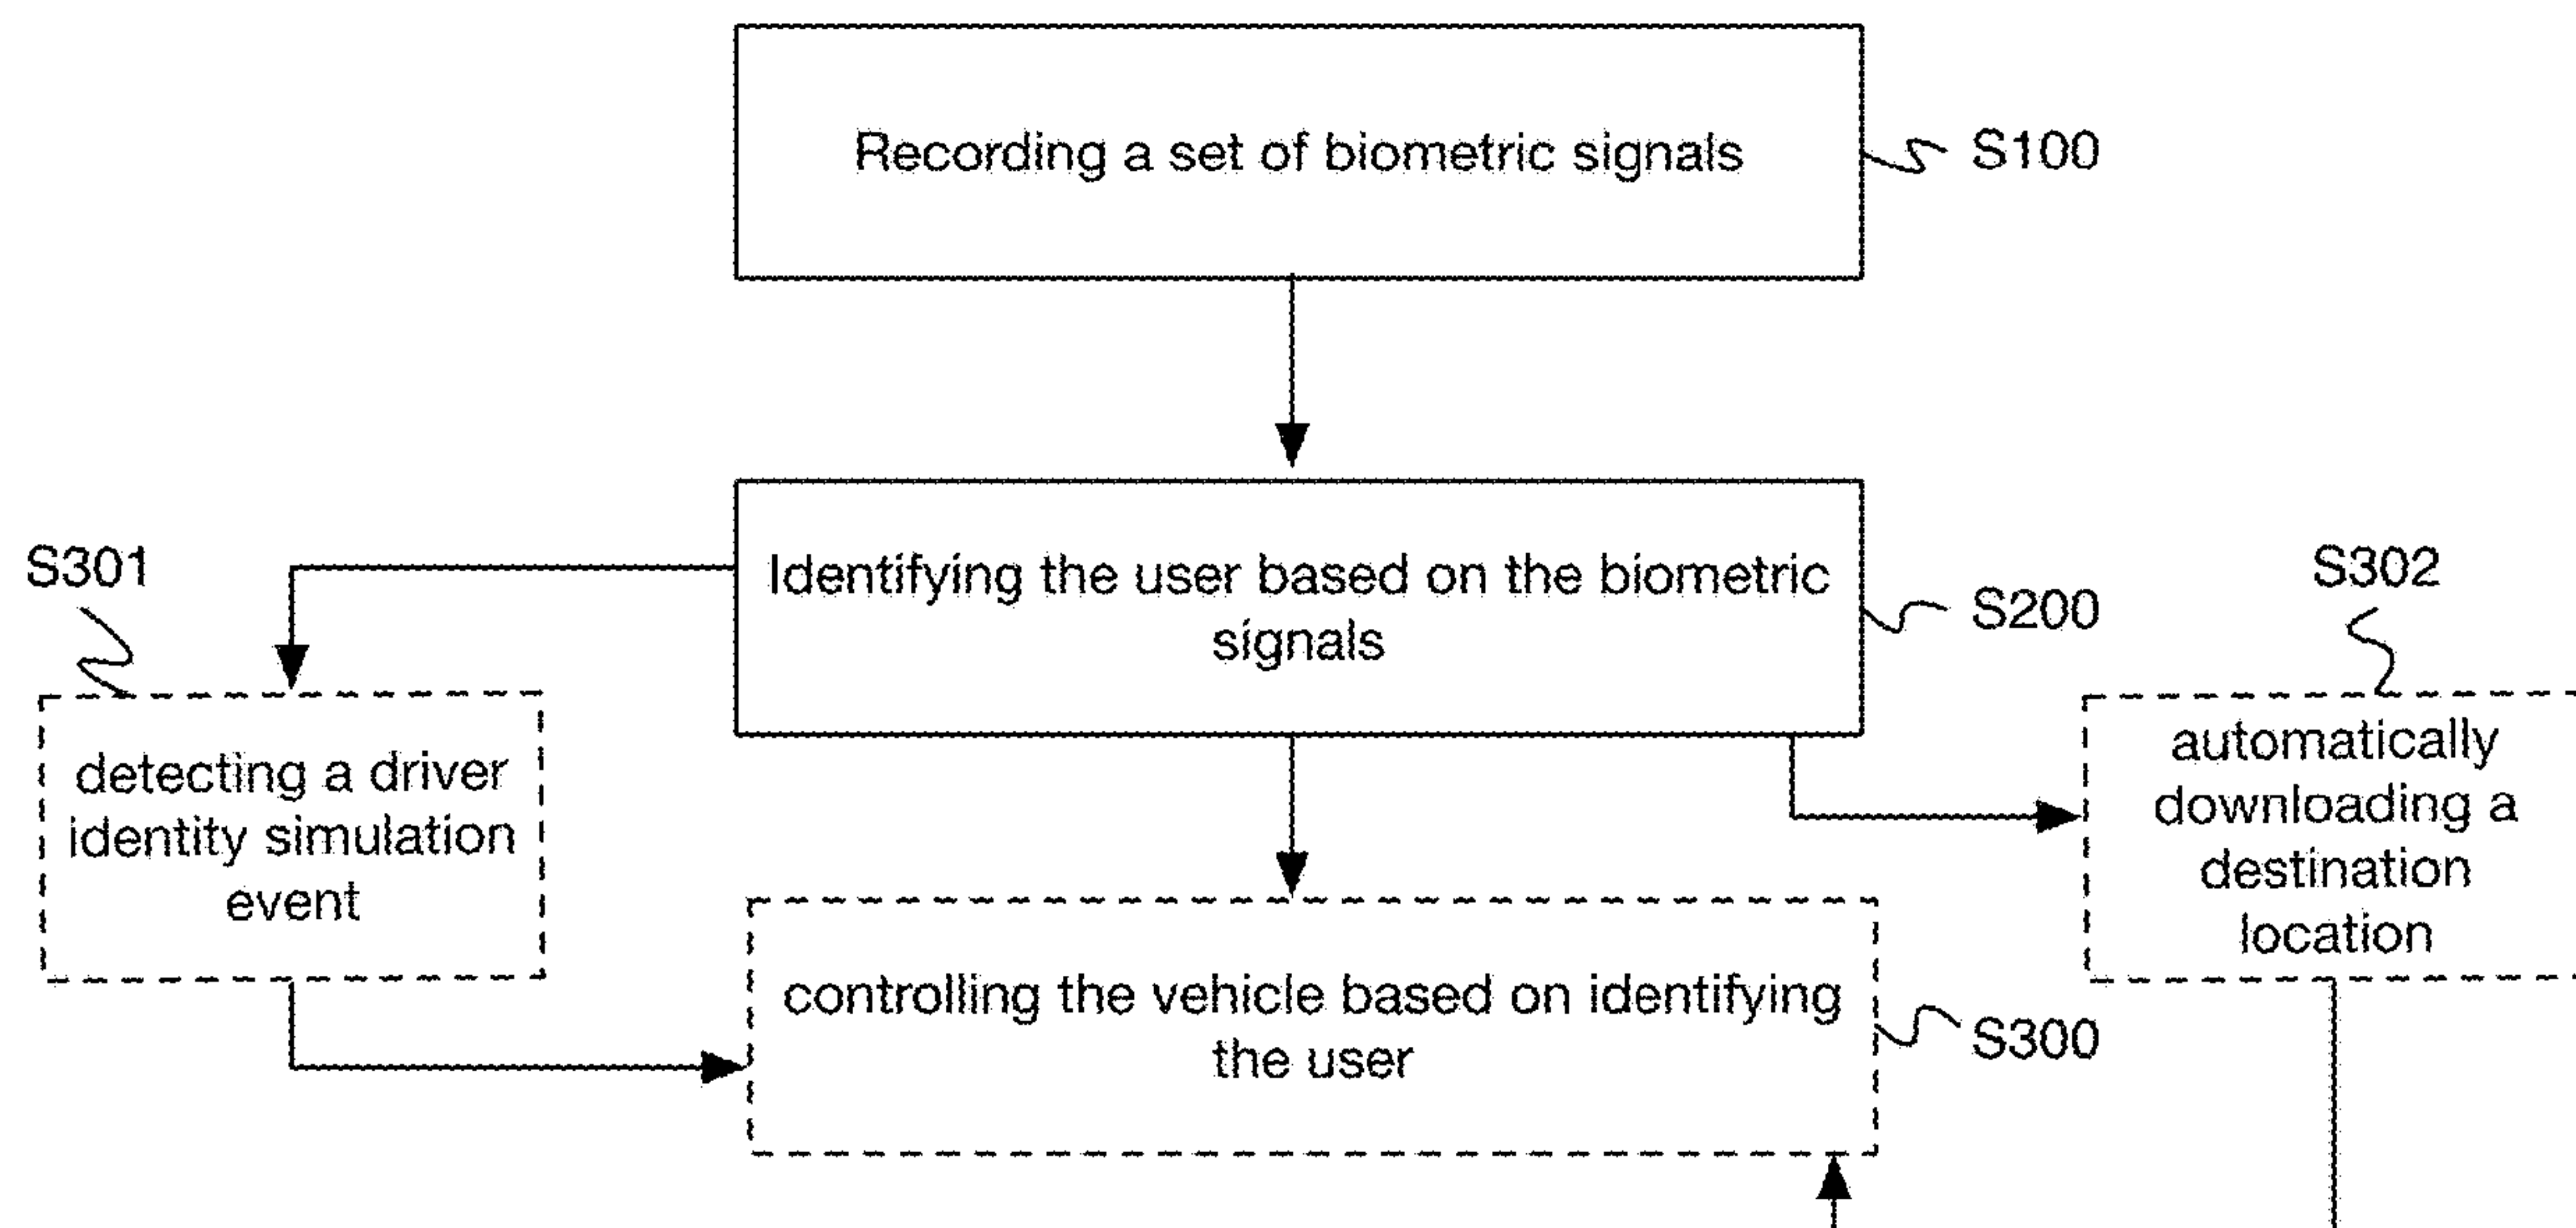 Recording a set of biometric signals
S100
S301
Identifying the user based on the biometric
signals
S200
S302
detecting a driver
identity simulation
event
automatically
downloading a
destination
location
controlling the vehicle based on identifying
the user
S300